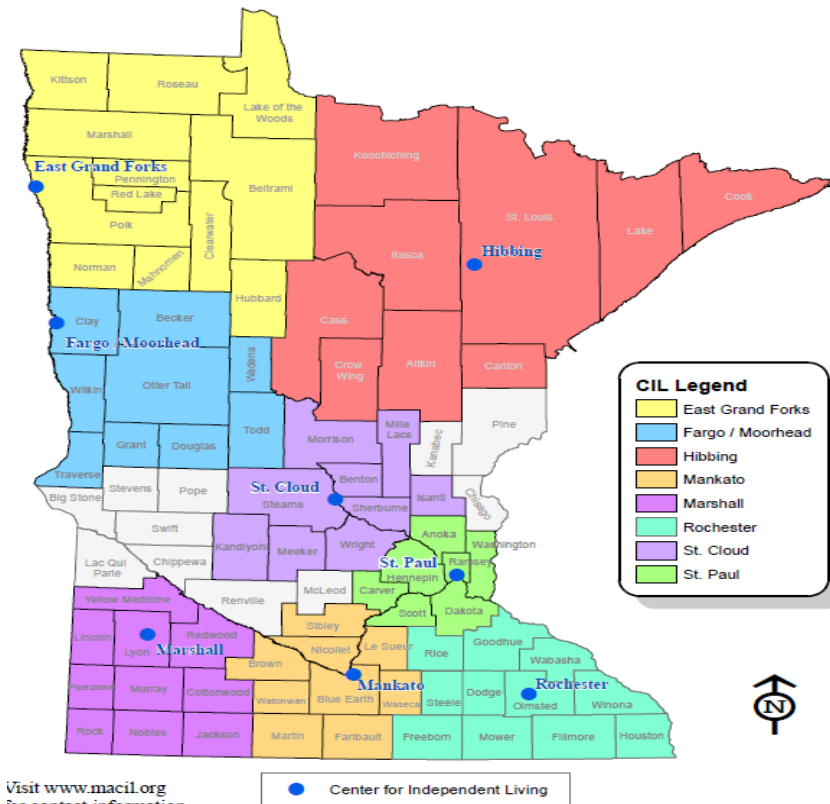 Kittson
Roseau
Lake of the
Woods
Marshall
East Grand Forks
Pennington
Red Lake
Beltrami
Polk
Clearwater
Norman
Mahnomen
Hubbard
Koochiching
St. Louis
Cook
Lake
Itasca
Hibbing
Cass
Crow
Wing
Aitkin
Carlton
Clay
Becker
Fargo / Moorhead
Wadena
Wilkin
Otter Tail
Grant
Douglas
Todd
Traverse
Morrison
Mille
Lacs
Kanabec
Pine
CIL Legend
East Grand Forks
Fargo / Moorhead
Hibbing
Mankato
Marshall
Rochester
St. Cloud
St. Paul
Big Stone
Stevens
Pope
Benton
St. Cloud
Stearns
Sherburne
Isanti
Chisago
Swift
Kandiyohi
Meeker
Wright
Anoka
Washington
Lac Qui
Parle
Chippewa
St. Paul
Ramsey
Hennepin
Renville
McLeod
Carver
Scott
Dakota
Yellow Medicine
Sibley
Lincoln
Lyon
Redwood
Marshall
Nicollet
Le Sueur
Rice
Goodhue
Wabasha
Brown
Pipestone
Murray
Cottonwood
Watonwan
Blue Earth
Mankato
Waseca
Steele
Dodge
Rochester
Olmsted
Winona
Rock
Nobles
Jackson
Martin
Faribault
Freeborn
Mower
Fillmore
Houston
N
Visit www.macil.org
for contact information
Center for Independent Living